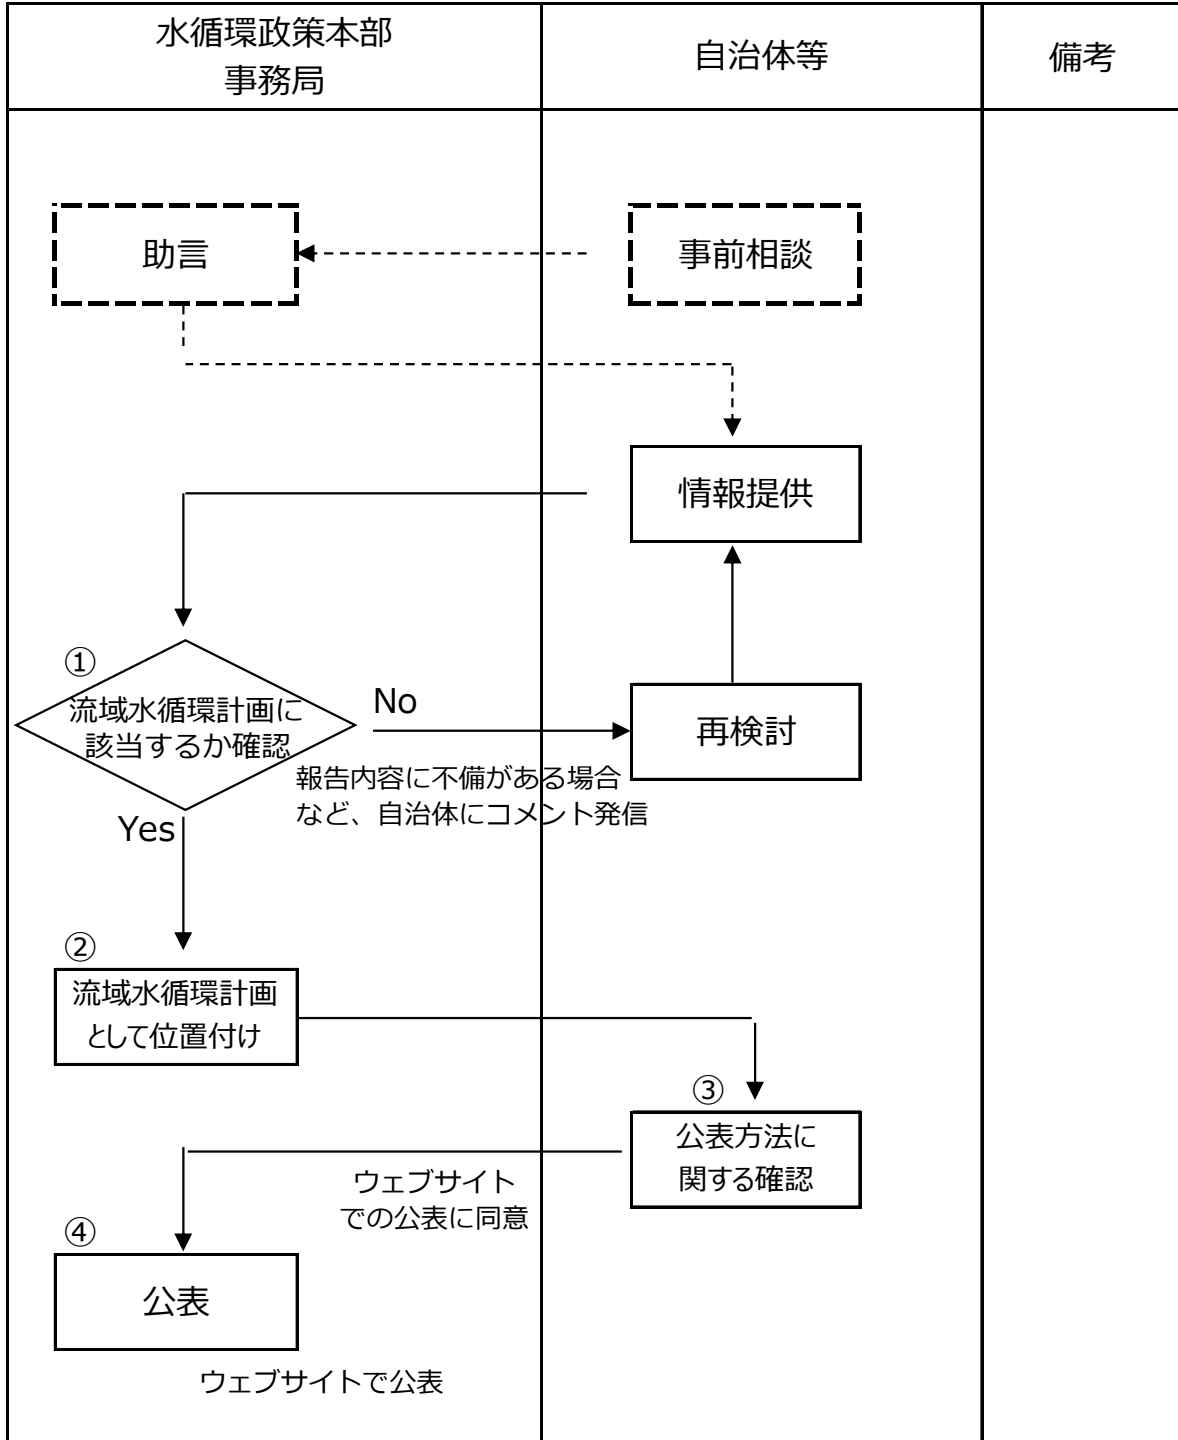 水循環政策本部
事務局
自治体等
備考
助言
事前相談
情報提供
①
流域水循環計画に
該当するか確認
No
再検討
報告内容に不備がある場合
など、自治体にコメント発信
Yes
②
流域水循環計画
として位置付け
③
公表方法に
関する確認
ウェブサイト
での公表に同意
④
公表
ウェブサイトで公表